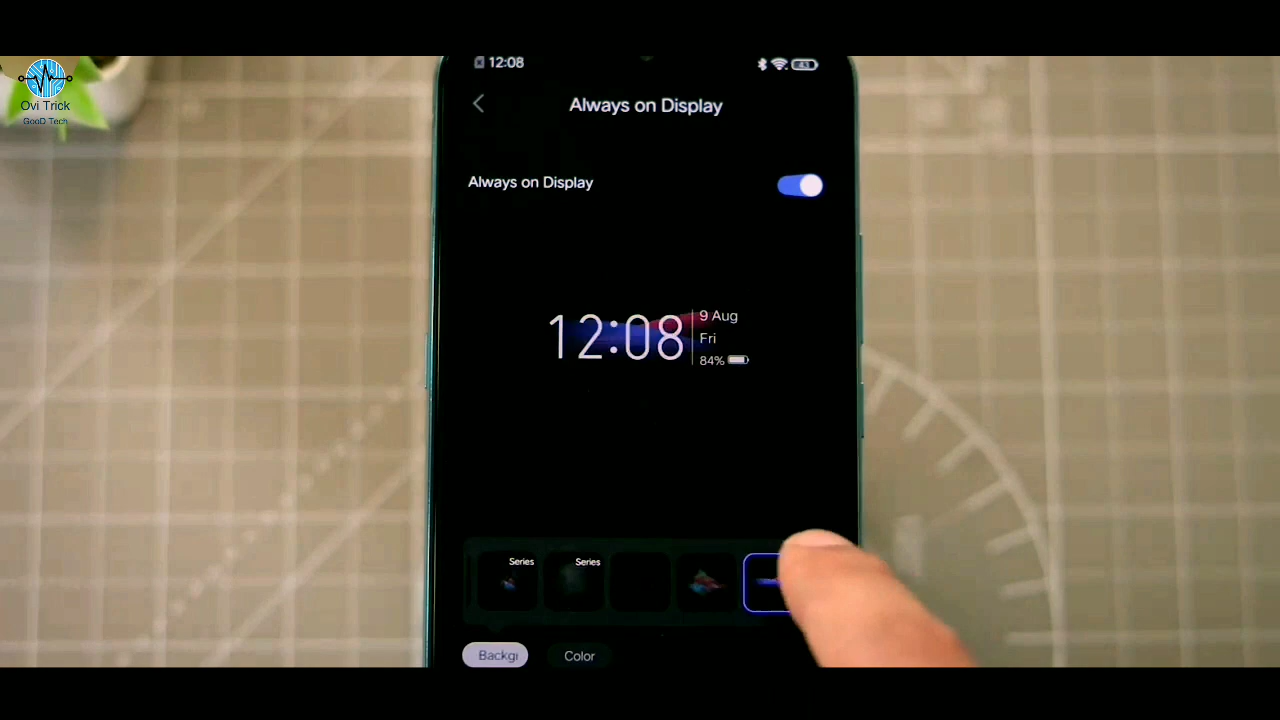 Ovi Trick
GooD Tech
12:08
Always on Display
Always on Display
12:08
9 Aug
Fri
84%
Series
Series
Backgr
Color